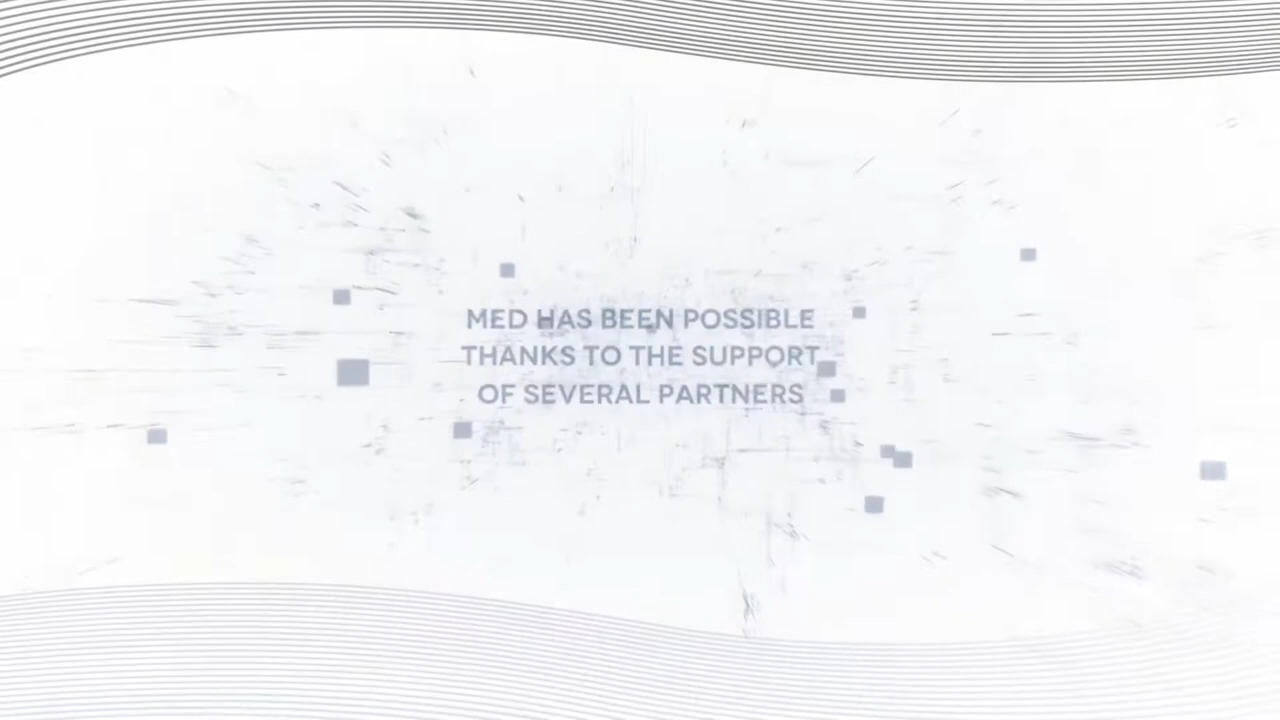 MED HAS BEEN POSSIBLE
THANKS TO THE SUPPORT
OF SEVERAL PARTNERS